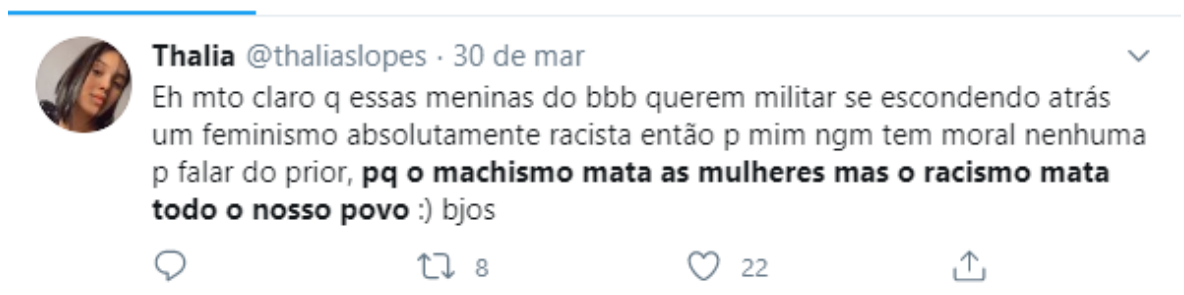 Thalia @thaliaslopes · 30 de mar
Eh mto claro q essas meninas do bbb querem militar se escondendo atrás
um feminismo absolutamente racista então p mim ngm tem moral nenhuma
p falar do prior, pq o machismo mata as mulheres mas o racismo mata
todo o nosso povo :) bjos
8 22